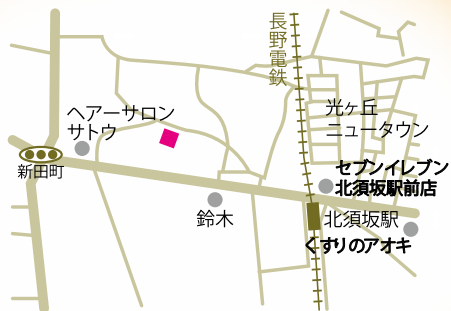 長野電鉄
ヘアーサロン
サトウ
光ヶ丘
ニュータウン
新田町
セブンイレブン
北須坂駅前店
鈴木
北須坂駅
くすりのアオキ